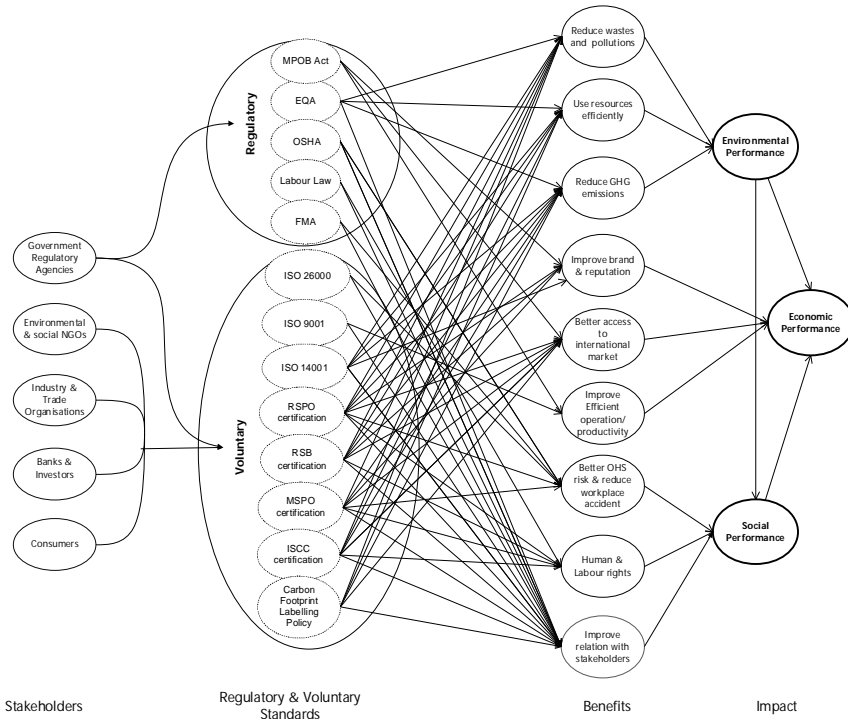 Government
Regulatory
Agencies
Environmental
& social NGOs
Industry &
Trade
Organisations
Banks &
Investors
Consumers
Stakeholders
Regulatory
MPOB Act
EQA
OSHA
Labour Law
FMA
Voluntary
ISO 26000
ISO 9001
ISO 14001
RSPO
certification
RSB
certification
MSPO
certification
ISCC
certification
Carbon
Footprint
Labelling
Policy
Regulatory & Voluntary
Standards
Reduce wastes
and pollutions
Use resources
efficiently
Reduce GHG
emissions
Improve brand
& reputation
Better access
to
international
market
Improve
Efficient
operation/
productivity
Better OHS
risk & reduce
workplace
accident
Human &
Labour rights
Improve
relation with
stakeholders
Benefits
Environmental
Performance
Economic
Performance
Social
Performance
Impact